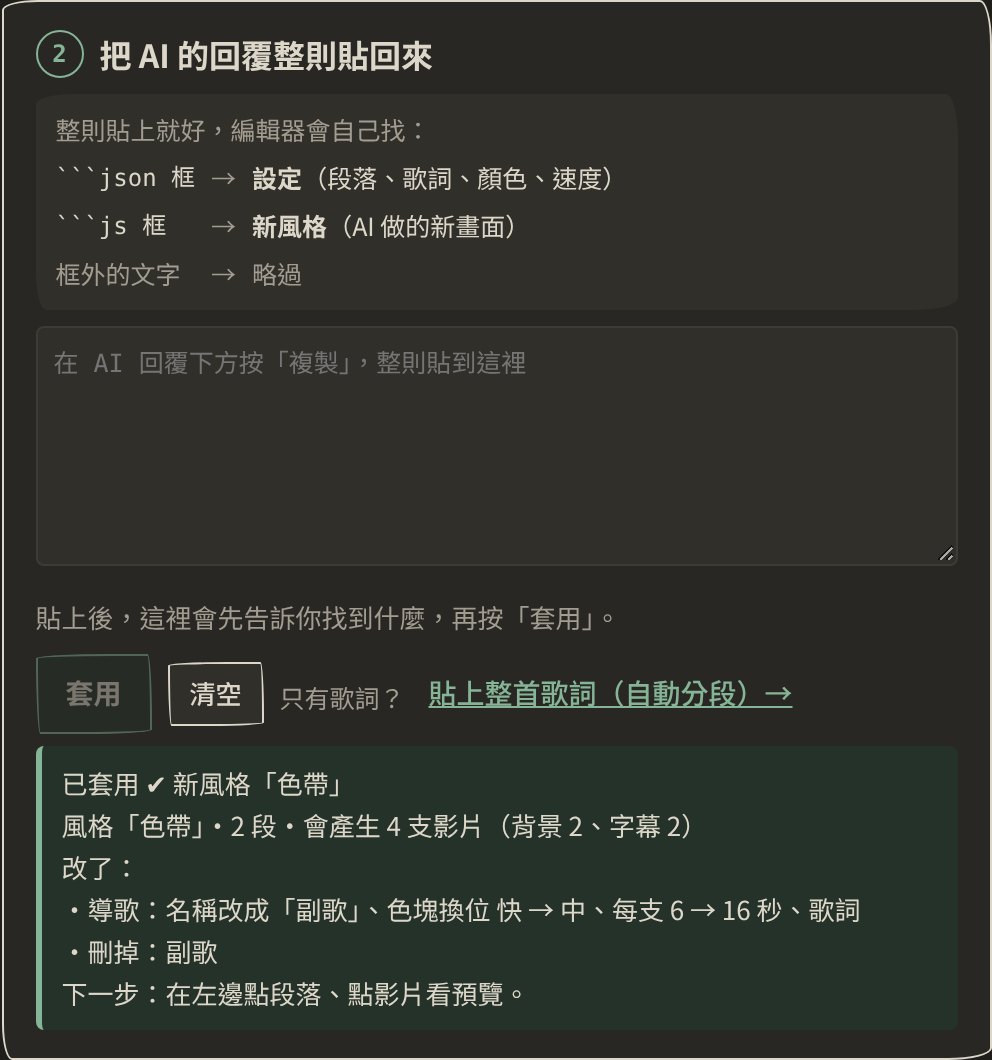 2 把 AI 的回覆整則貼回來
整則貼上就好，編輯器會自己找：
```json 框 → 設定（段落、歌詞、顏色、速度）
```js 框 → 新風格（AI 做的新畫面）
框外的文字 → 略過
在 AI 回覆下方按「複製」，整則貼到這裡
貼上後，這裡會先告訴你找到什麼，再按「套用」。
套用 清空 只有歌詞？ 貼上整首歌詞（自動分段）→
已套用 ✔ 新風格「色帶」
風格「色帶」・2 段・會產生 4 支影片（背景 2、字幕 2）
改了：
・導歌：名稱改成「副歌」、色塊換位 快 → 中、每支 6 → 16 秒、歌詞
・刪掉：副歌
下一步：在左邊點段落、點影片看預覽。